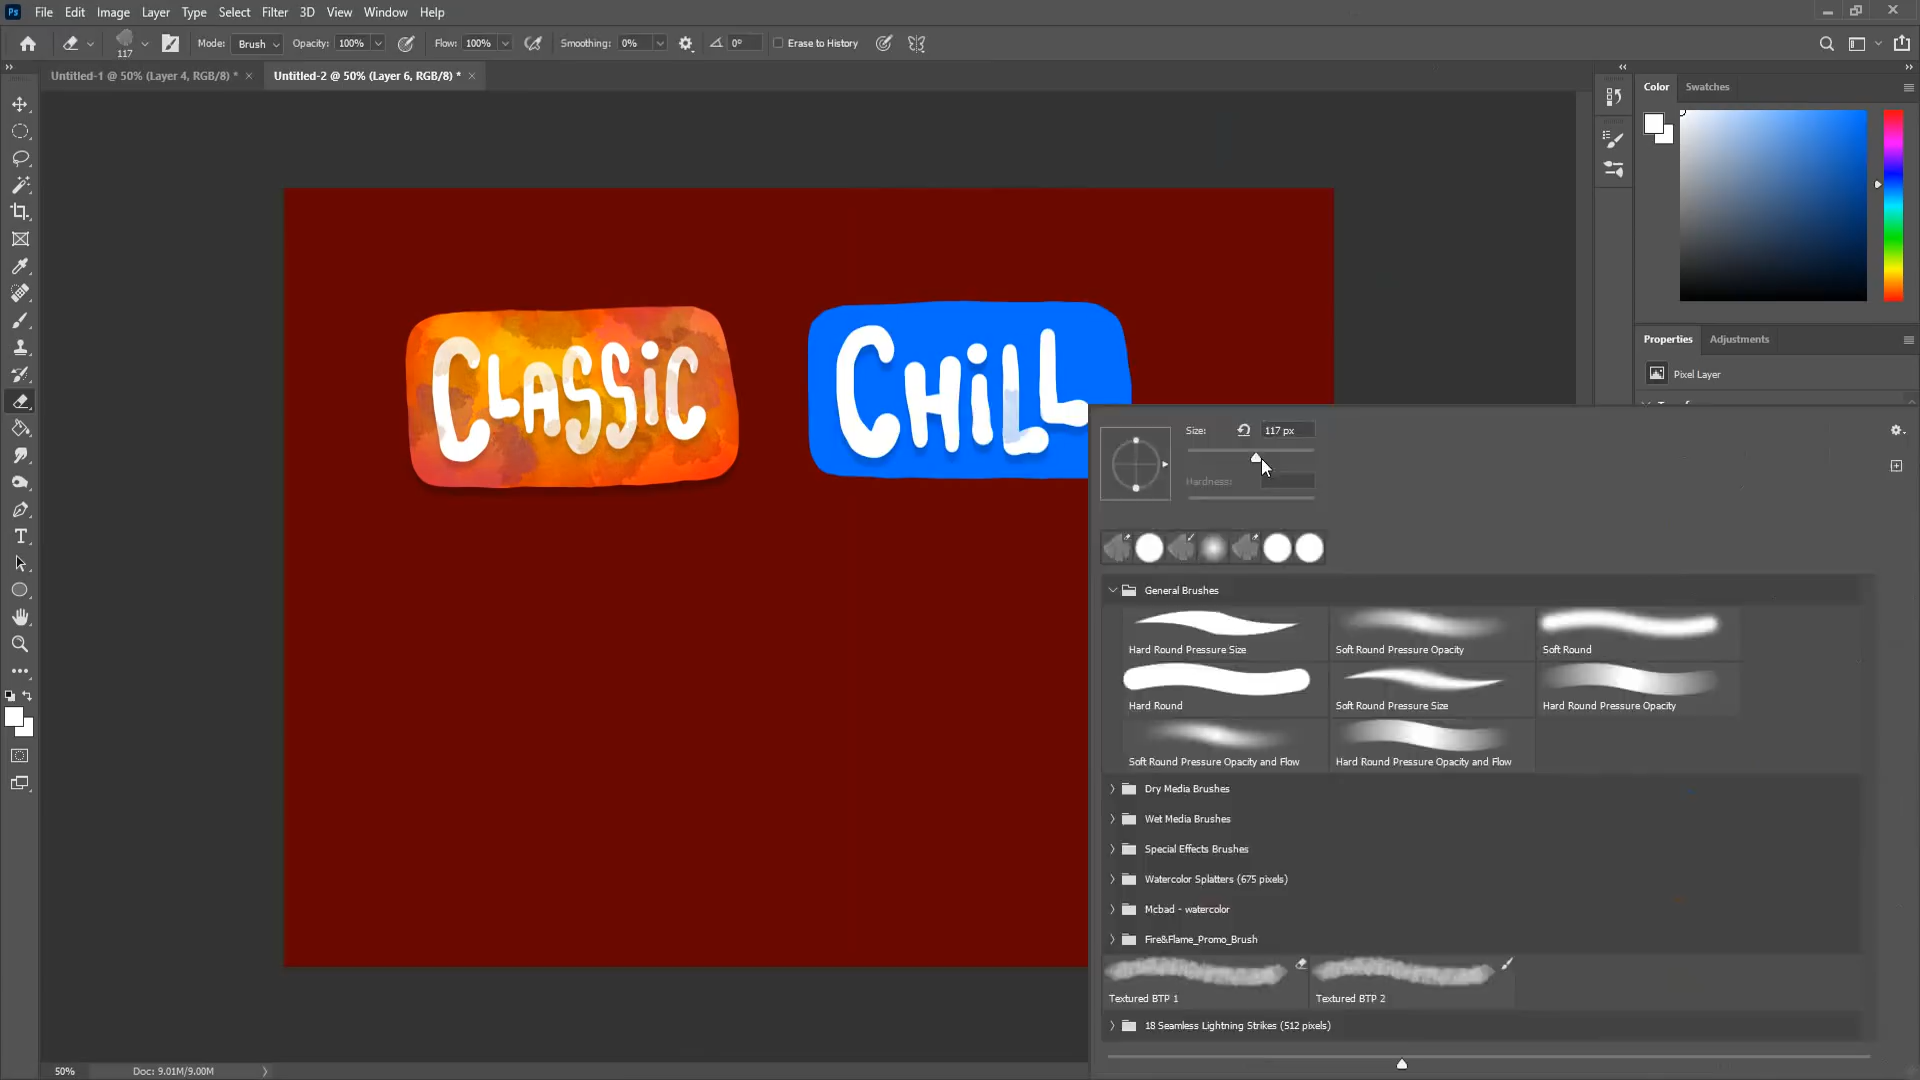 Ps File Edit Image Layer Type Select Filter 3D View Window Help
117 Mode: Brush Opacity: 100% Flow: 100% Smoothing: 0% 0° Erase to History
Untitled-1 @ 50% (Layer 4, RGB/8) * × Untitled-2 @ 50% (Layer 6, RGB/8) * ×
Color Swatches
Properties Adjustments
Pixel Layer
CLASSiC
CHiLL
Size: 117 px
Hardness:
General Brushes
Hard Round Pressure Size Soft Round Pressure Opacity Soft Round
Hard Round Soft Round Pressure Size Hard Round Pressure Opacity
Soft Round Pressure Opacity and Flow Hard Round Pressure Opacity and Flow
Dry Media Brushes
Wet Media Brushes
Special Effects Brushes
Watercolor Splatters (675 pixels)
Mcbad - watercolor
Fire&Flame_Promo_Brush
Textured BTP 1 Textured BTP 2
18 Seamless Lightning Strikes (512 pixels)
50% Doc: 9.01M/9.00M